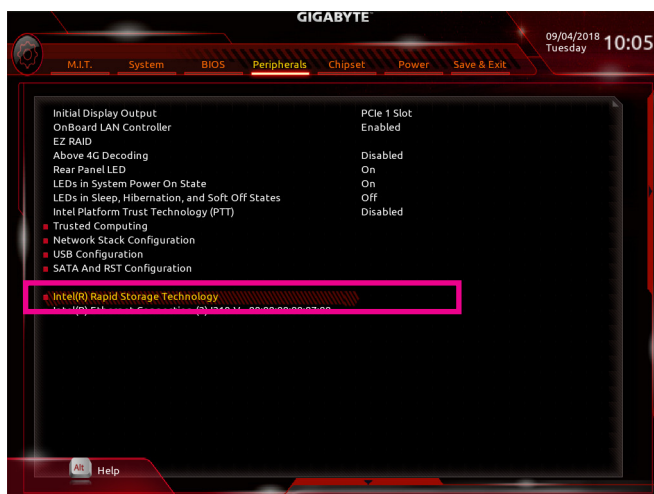 GIGABYTE
09/04/2018
Tuesday
10:05
M.I.T. System BIOS Peripherals Chipset Power Save & Exit
Initial Display Output PCIe 1 Slot
OnBoard LAN Controller Enabled
EZ RAID
Above 4G Decoding Disabled
Rear Panel LED On
LEDs in System Power On State On
LEDs in Sleep, Hibernation, and Soft Off States Off
Intel Platform Trust Technology (PTT) Disabled
Trusted Computing
Network Stack Configuration
USB Configuration
SATA And RST Configuration
Intel(R) Rapid Storage Technology
Alt Help